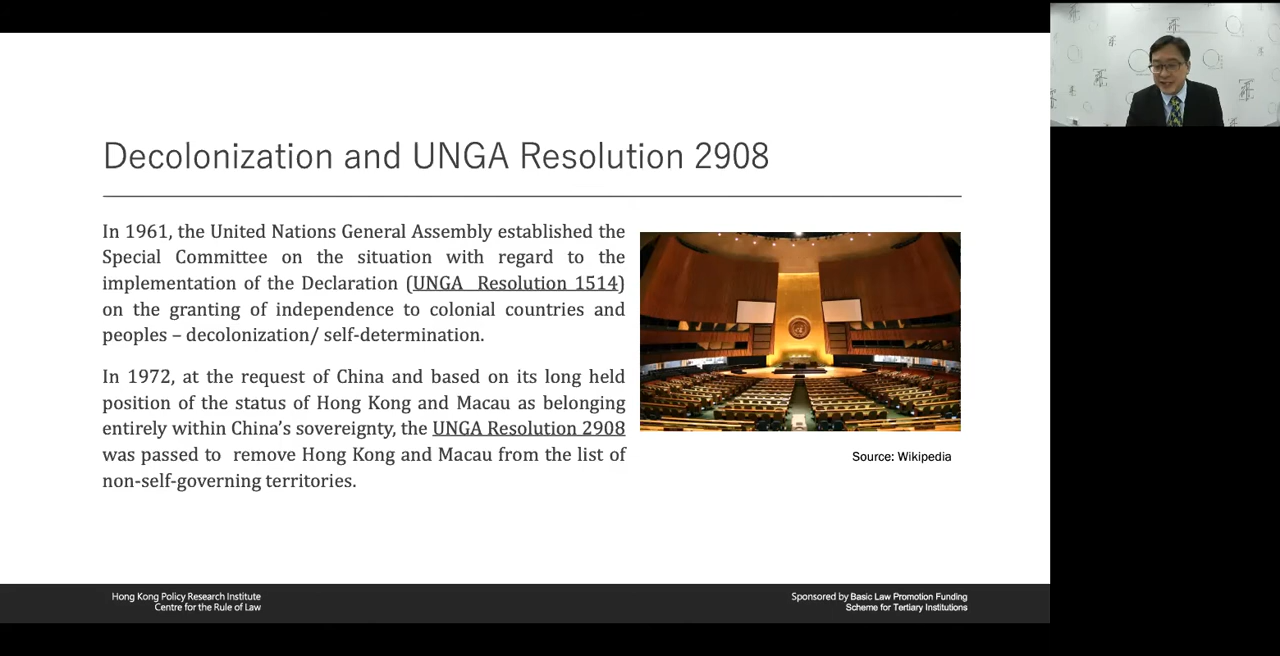 Decolonization and UNGA Resolution 2908
In 1961, the United Nations General Assembly established the
Special Committee on the situation with regard to the
implementation of the Declaration (UNGA Resolution 1514)
on the granting of independence to colonial countries and
peoples – decolonization/ self-determination.
In 1972, at the request of China and based on its long held
position of the status of Hong Kong and Macau as belonging
entirely within China's sovereignty, the UNGA Resolution 2908
was passed to remove Hong Kong and Macau from the list of
non-self-governing territories.
Source: Wikipedia
Hong Kong Policy Research Institute
Centre for the Rule of Law
Sponsored by Basic Law Promotion Funding
Scheme for Tertiary Institutions